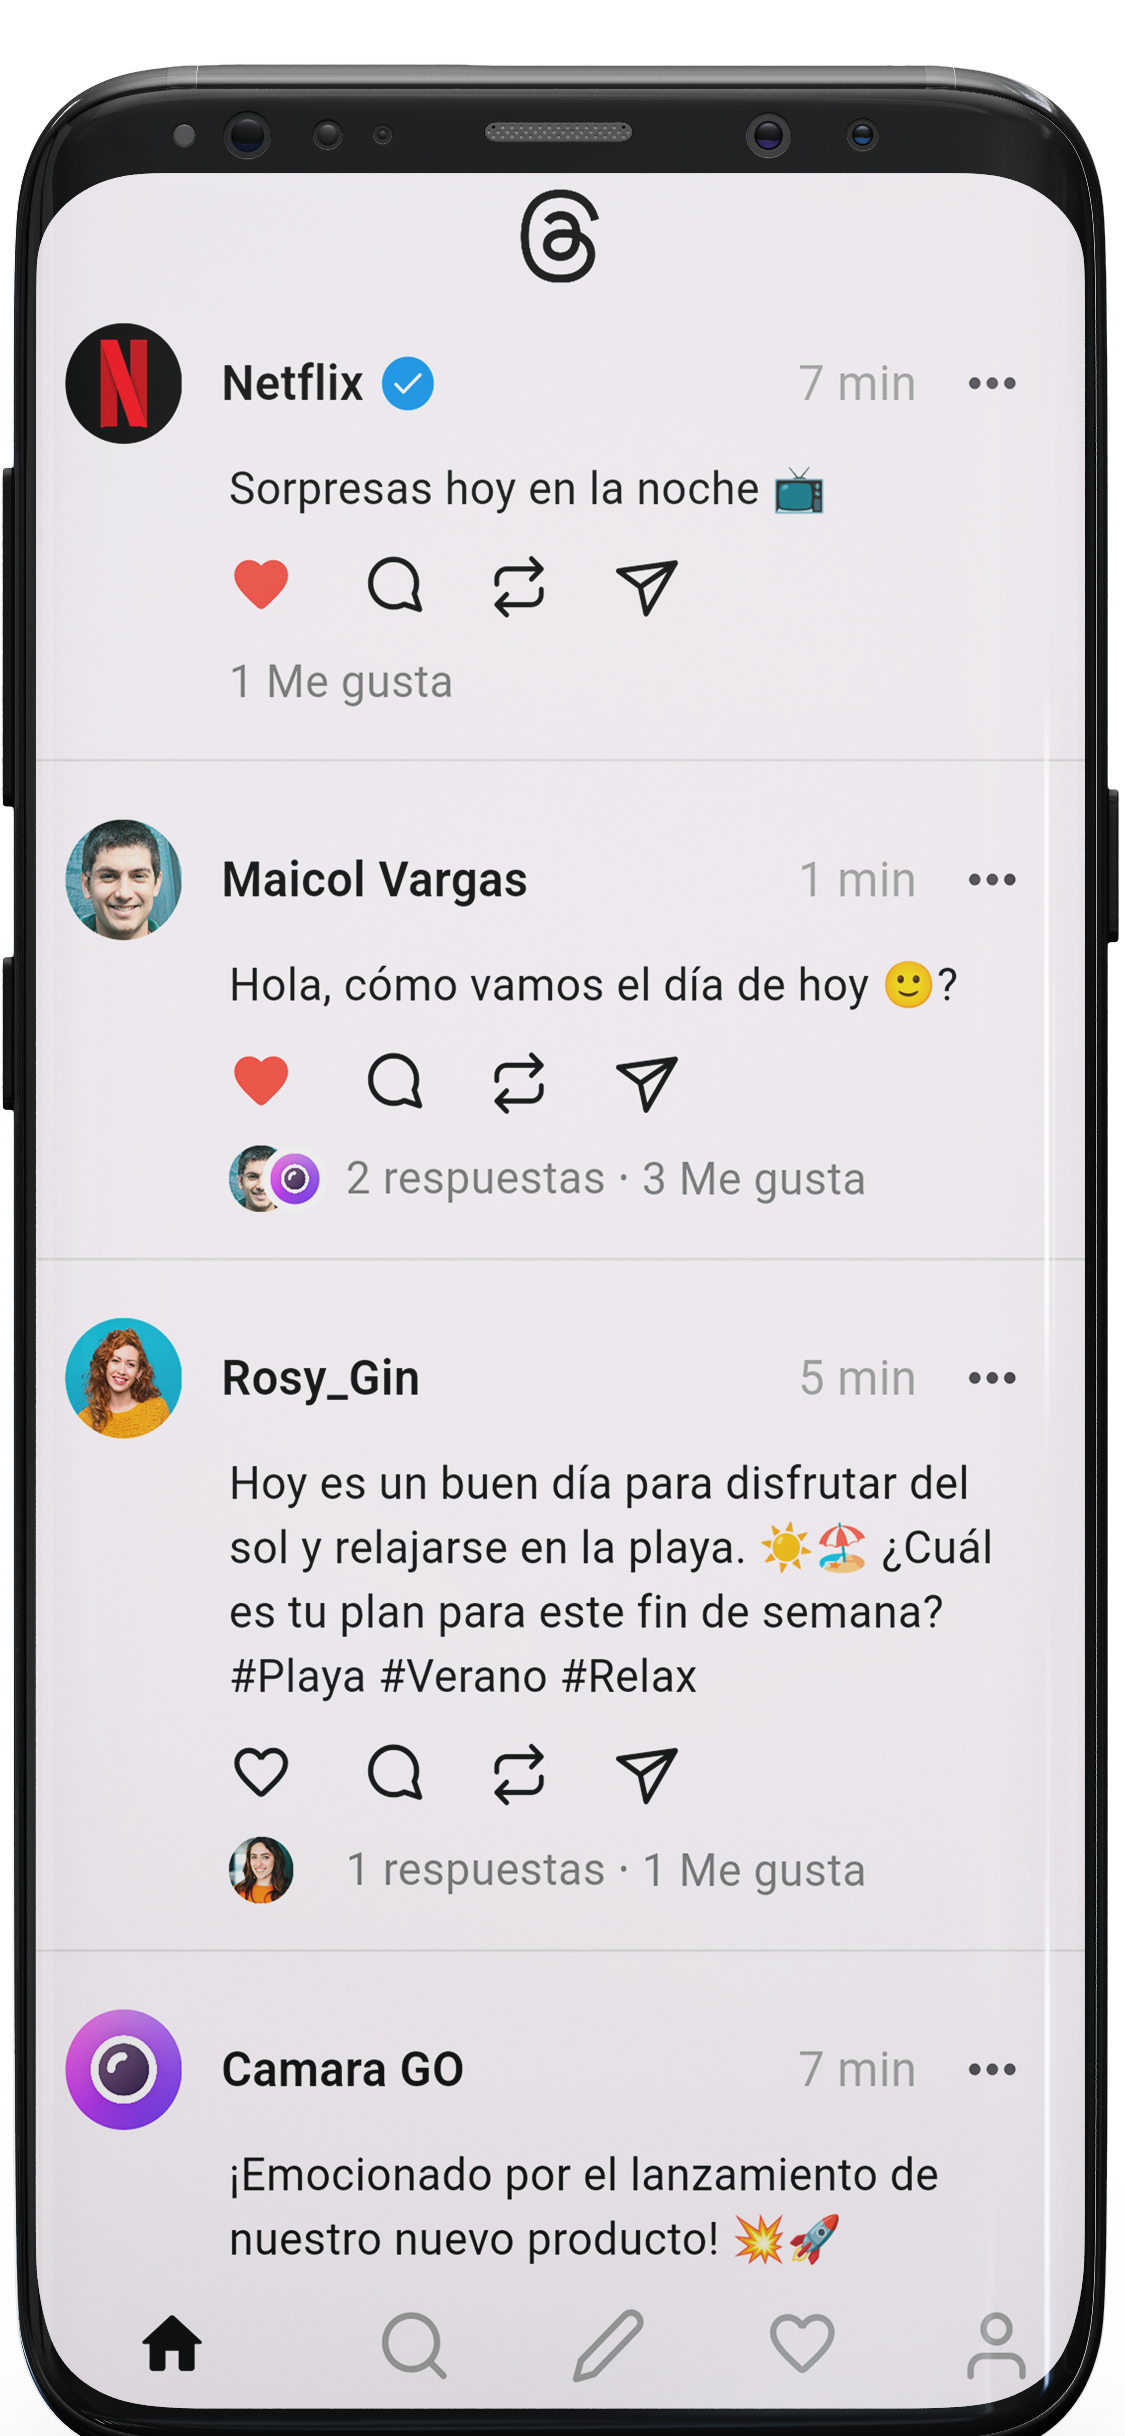 Netflix
7 min
Sorpresas hoy en la noche 📺
1 Me gusta
Maicol Vargas
1 min
Hola, cómo vamos el día de hoy 🙂?
2 respuestas · 3 Me gusta
Rosy_Gin
5 min
Hoy es un buen día para disfrutar del
sol y relajarse en la playa. ☀️🏖️ ¿Cuál
es tu plan para este fin de semana?
#Playa #Verano #Relax
1 respuestas · 1 Me gusta
Camara GO
7 min
¡Emocionado por el lanzamiento de
nuestro nuevo producto! 💥🚀